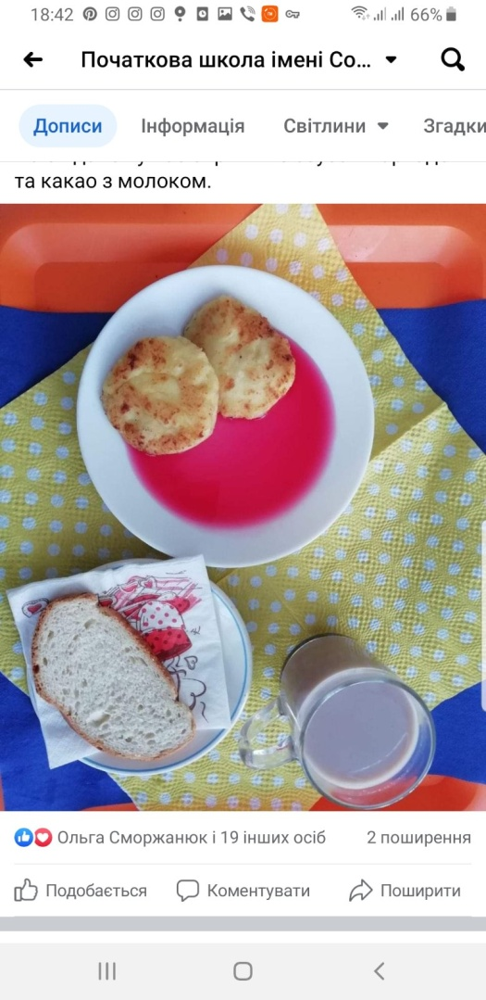 18:42
66%
Початкова школа імені Со...
Дописи Інформація Світлини Згадки
та какао з молоком.
Ольга Сморжанюк і 19 інших осіб 2 поширення
Подобається Коментувати Поширити